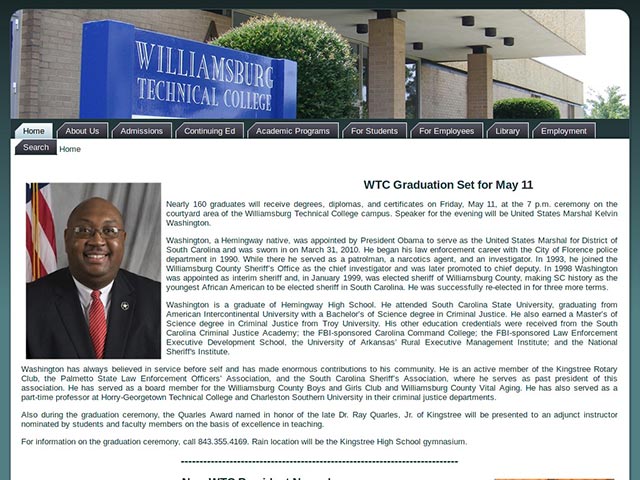 WILLIAMSBURG
TECHNICAL COLLEGE
Home
About Us
Admissions
Continuing Ed
Academic Programs
For Students
For Employees
Library
Employment
Search
Home
WTC Graduation Set for May 11
Nearly 160 graduates will receive degrees, diplomas, and certificates on Friday, May 11, at the 7 p.m. ceremony on the
courtyard area of the Williamsburg Technical College campus. Speaker for the evening will be United States Marshal Kelvin
Washington.
Washington, a Hemingway native, was appointed by President Obama to serve as the United States Marshal for District of
South Carolina and was sworn in on March 31, 2010. He began his law enforcement career with the City of Florence police
department in 1990. While there he served as a patrolman, a narcotics agent, and an investigator. In 1993, he joined the
Williamsburg County Sheriff's Office as the chief investigator and was later promoted to chief deputy. In 1998 Washington
was appointed as interim sheriff and, in January 1999, was elected sheriff of Williamsburg County, making SC history as the
youngest African American to be elected sheriff in South Carolina. He was successfully re-elected in for three more terms.
Washington is a graduate of Hemingway High School. He attended South Carolina State University, graduating from
American Intercontinental University with a Bachelor's of Science degree in Criminal Justice. He also earned a Master's of
Science degree in Criminal Justice from Troy University. His other education credentials were received from the South
Carolina Criminal Justice Academy; the FBI-sponsored Carolina Command College; the FBI-sponsored Law Enforcement
Executive Development School, the University of Arkansas' Rural Executive Management Institute; and the National
Sheriff's Institute.
Washington has always believed in service before self and has made enormous contributions to his community. He is an active member of the Kingstree Rotary
Club, the Palmetto State Law Enforcement Officers' Association, and the South Carolina Sheriff's Association, where he serves as past president of this
association. He has served as a board member for the Williamsburg County Boys and Girls Club and Williamsburg County Vital Aging. He has also served as a
part-time professor at Horry-Georgetown Technical College and Charleston Southern University in their criminal justice departments.
Also during the graduation ceremony, the Quarles Award named in honor of the late Dr. Ray Quarles, Jr. of Kingstree will be presented to an adjunct instructor
nominated by students and faculty members on the basis of excellence in teaching.
For information on the graduation ceremony, call 843.355.4169. Rain location will be the Kingstree High School gymnasium.